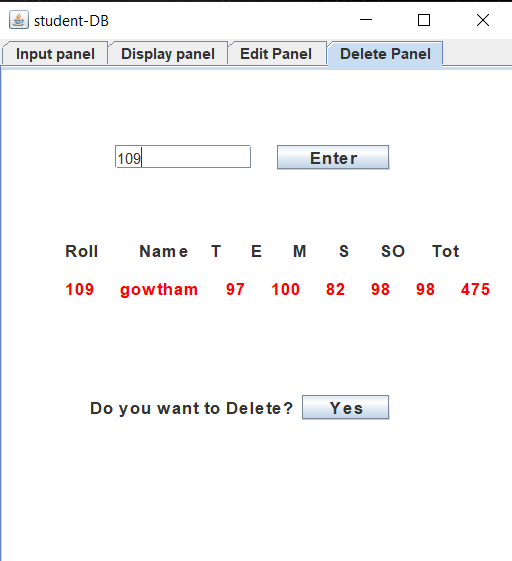 student-DB
Input panel Display panel Edit Panel Delete Panel
109 Enter
Roll Name T E M S SO Tot
109 gowtham 97 100 82 98 98 475
Do you want to Delete? Yes